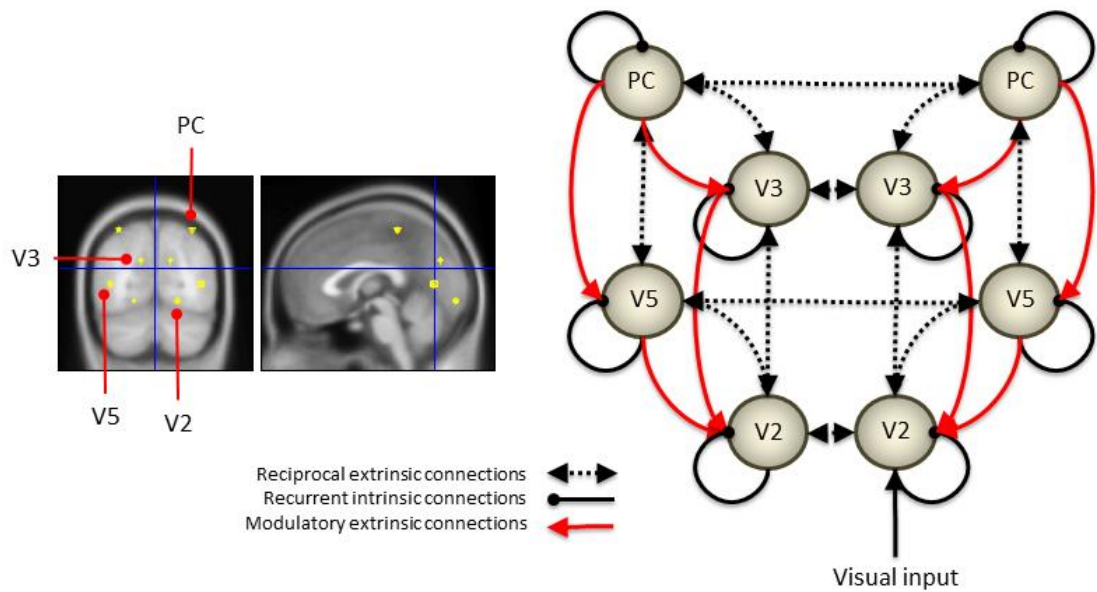 PC
V3
V5
V2
PC
PC
V3
V3
V5
V5
V2
V2
Reciprocal extrinsic connections
Recurrent intrinsic connections
Modulatory extrinsic connections
Visual input